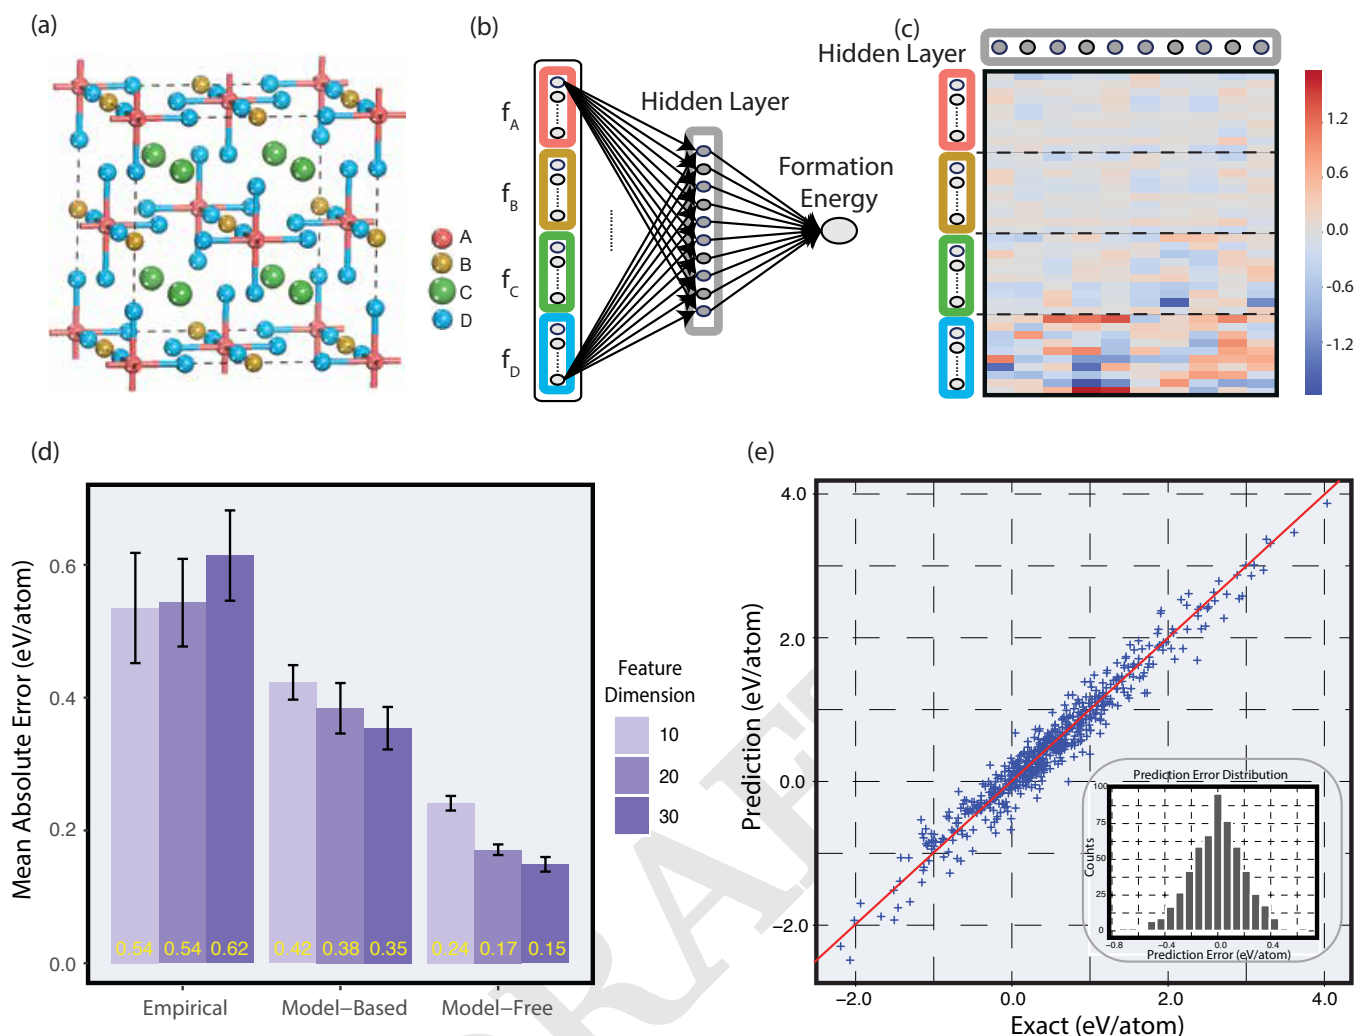 (a)
A
B
C
D
(b)
f_A
f_B
f_C
f_D
Hidden Layer
Formation
Energy
(c)
Hidden Layer
1.2
0.6
0.0
-0.6
-1.2
(d)
Mean Absolute Error (eV/atom)
0.6
0.4
0.2
0.0
0.54 0.54 0.62
0.42 0.38 0.35
0.24 0.17 0.15
Empirical Model–Based Model–Free
Feature
Dimension
10
20
30
(e)
Prediction (eV/atom)
4.0
2.0
0.0
−2.0
−2.0 0.0 2.0 4.0
Exact (eV/atom)
Prediction Error Distribution
Counts
100
75
50
25
0
−0.8 −0.4 0.0 0.4
Prediction Error (eV/atom)
DRAFT